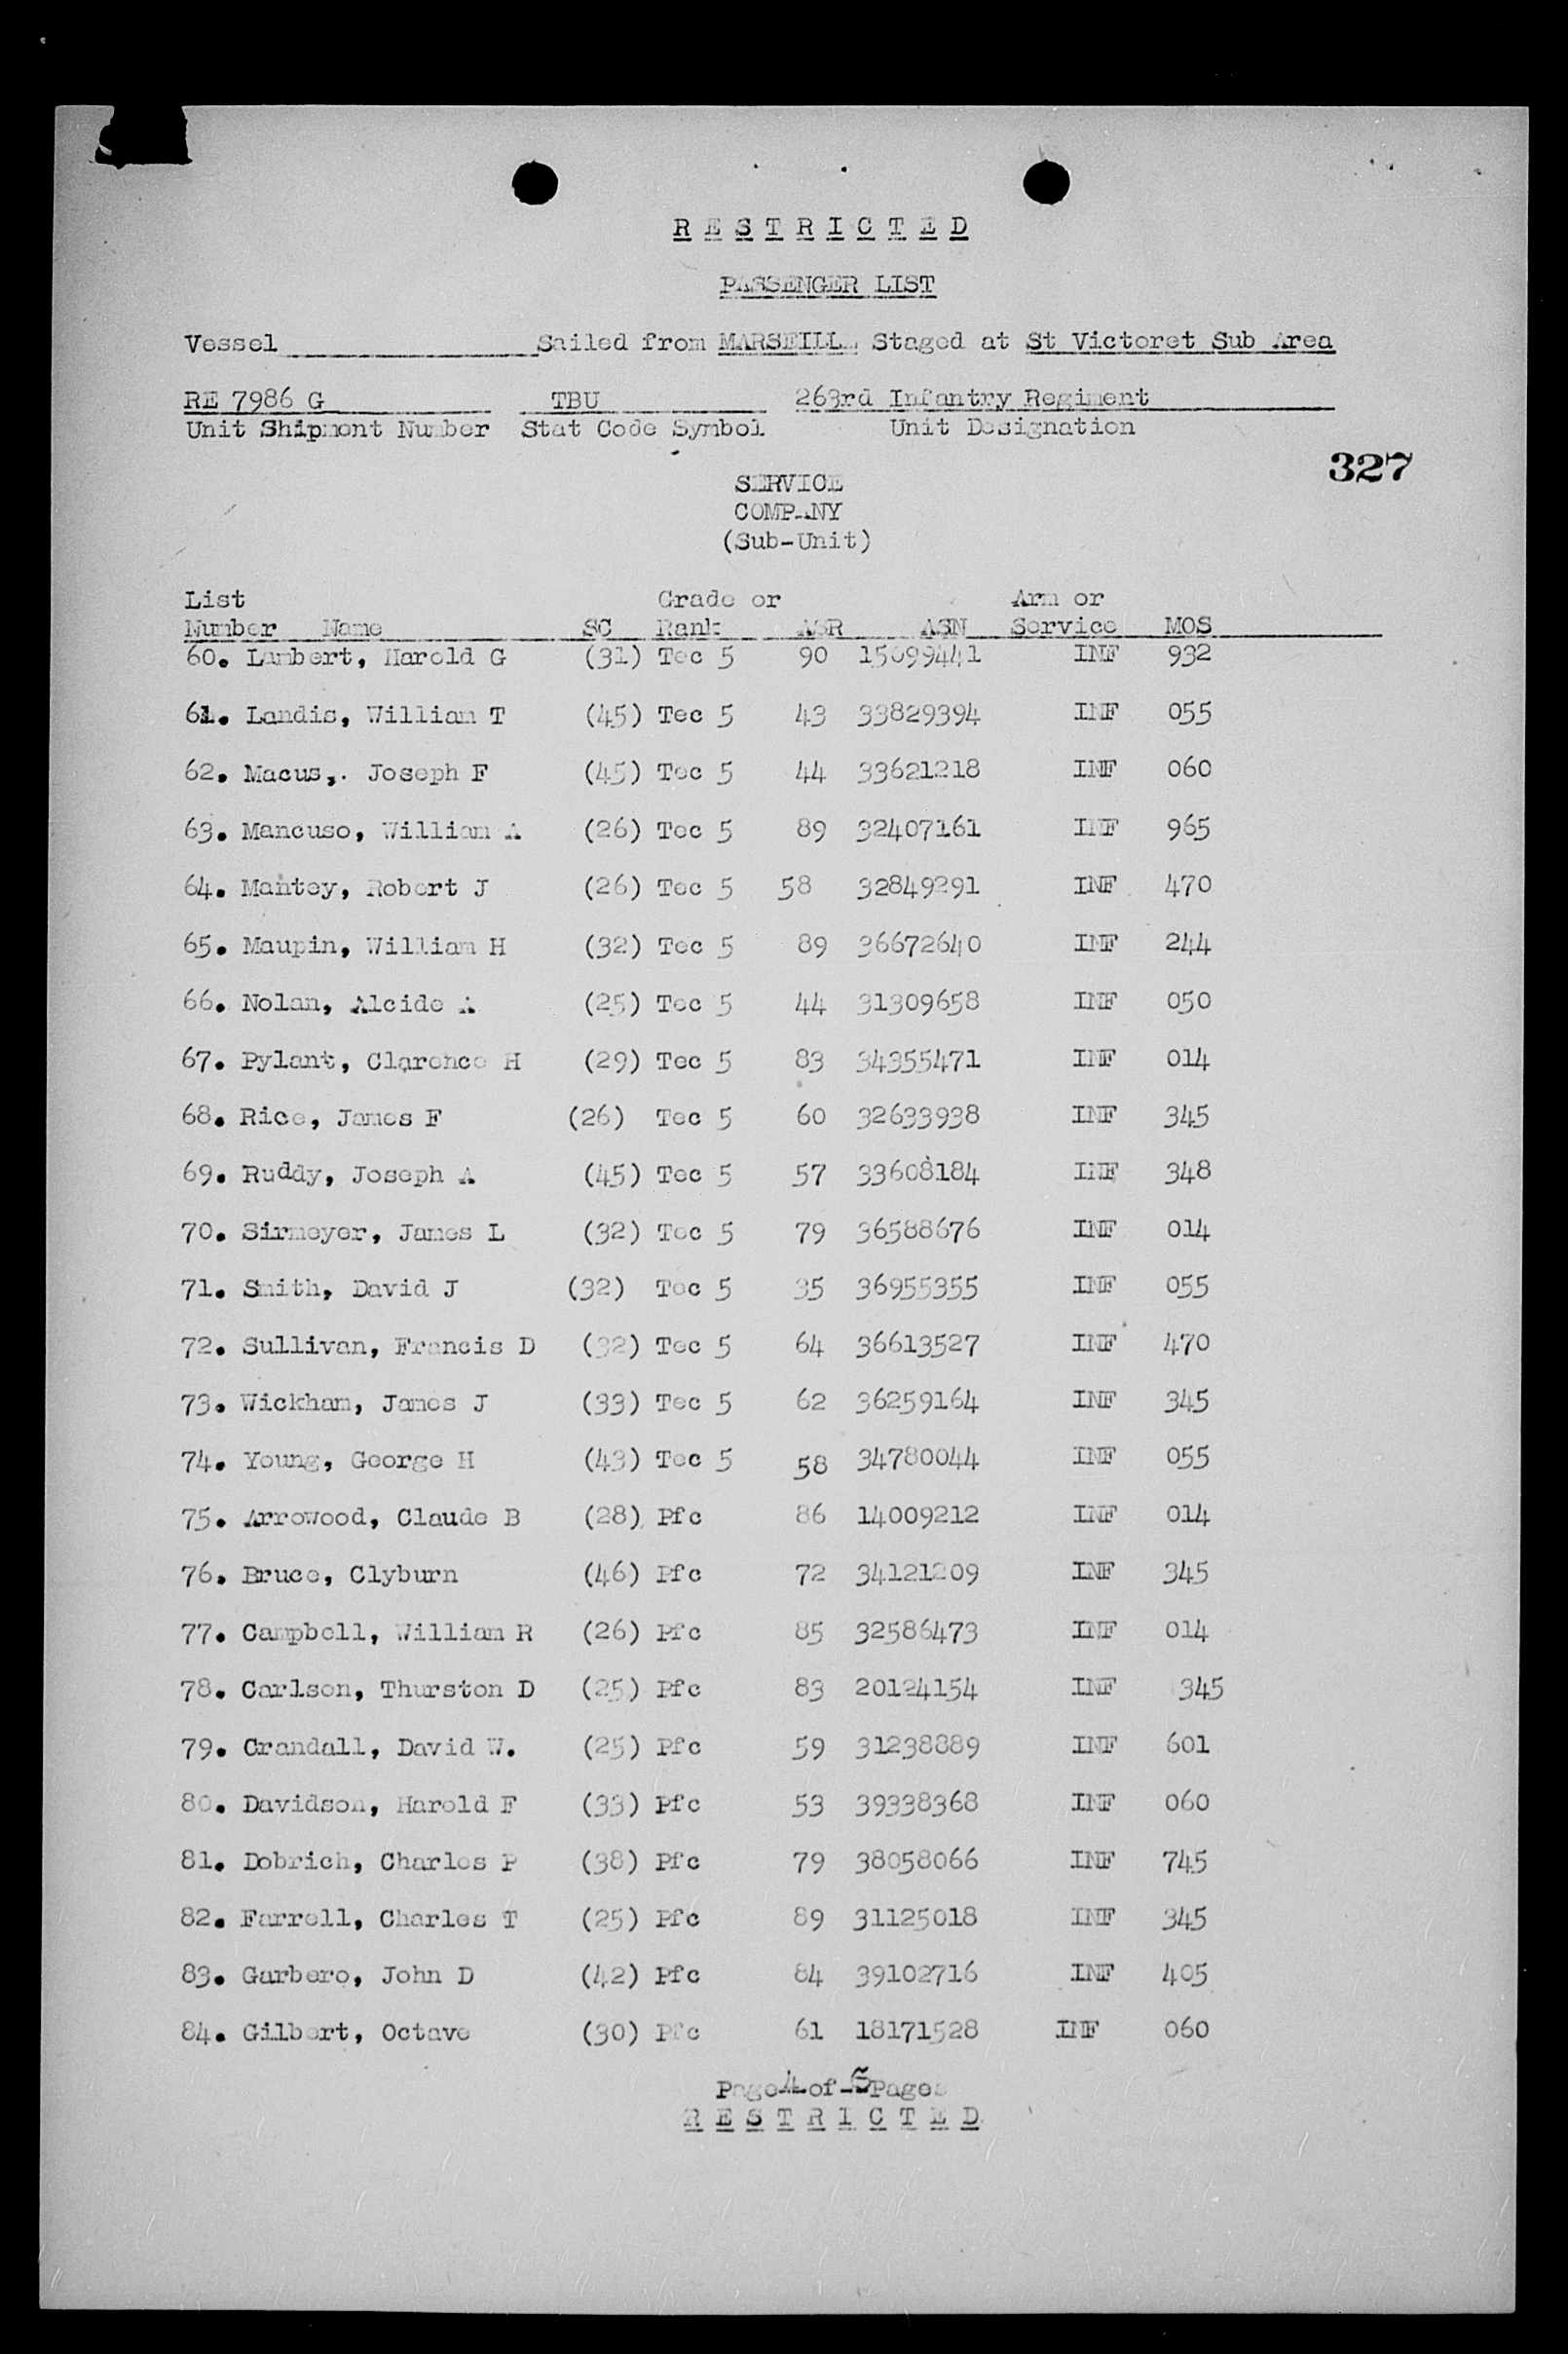 R E S T R I C T E D
PASSENGER LIST
Vessel Sailed from MARSEILLE Staged at St Victoret Sub Area
RE 7986 G TBU 263rd Infantry Regiment
Unit Shipment Number Stat Code Symbol Unit Designation
327
SERVICE
COMPANY
(Sub-Unit)
List Grade or Arm or
Number Name SC Rank ASR ASN Service MOS
60. Lambert, Harold G (31) Tec 5 90 15099441 INF 932
61. Landis, William T (45) Tec 5 43 33829394 INF 055
62. Macus,. Joseph F (45) Tec 5 44 33621218 INF 060
63. Mancuso, William A (26) Tec 5 89 32407161 INF 965
64. Mantey, Robert J (26) Tec 5 58 32849291 INF 470
65. Maupin, William H (32) Tec 5 89 36672640 INF 244
66. Nolan, Alcide A (25) Tec 5 44 31309658 INF 050
67. Pylant, Clarence H (29) Tec 5 83 34355471 INF 014
68. Rice, James F (26) Tec 5 60 32633938 INF 345
69. Ruddy, Joseph A (45) Tec 5 57 33608184 INF 348
70. Sirmeyer, James L (32) Tec 5 79 36588676 INF 014
71. Smith, David J (32) Tec 5 35 36955355 INF 055
72. Sullivan, Francis D (32) Tec 5 64 36613527 INF 470
73. Wickham, James J (33) Tec 5 62 36259164 INF 345
74. Young, George H (43) Tec 5 58 34780044 INF 055
75. Arrowood, Claude B (28) Pfc 86 14009212 INF 014
76. Bruce, Clyburn (46) Pfc 72 34121209 INF 345
77. Campbell, William R (26) Pfc 85 32586473 INF 014
78. Carlson, Thurston D (25) Pfc 83 20124154 INF 345
79. Crandall, David W. (25) Pfc 59 31238889 INF 601
80. Davidson, Harold F (33) Pfc 53 39338368 INF 060
81. Dobrich, Charles P (38) Pfc 79 38058066 INF 745
82. Farrell, Charles T (25) Pfc 89 31125018 INF 345
83. Garbero, John D (42) Pfc 84 39102716 INF 405
84. Gilbert, Octave (30) Pfc 61 18171528 INF 060
Page 4 of 6 Pages
R E S T R I C T E D